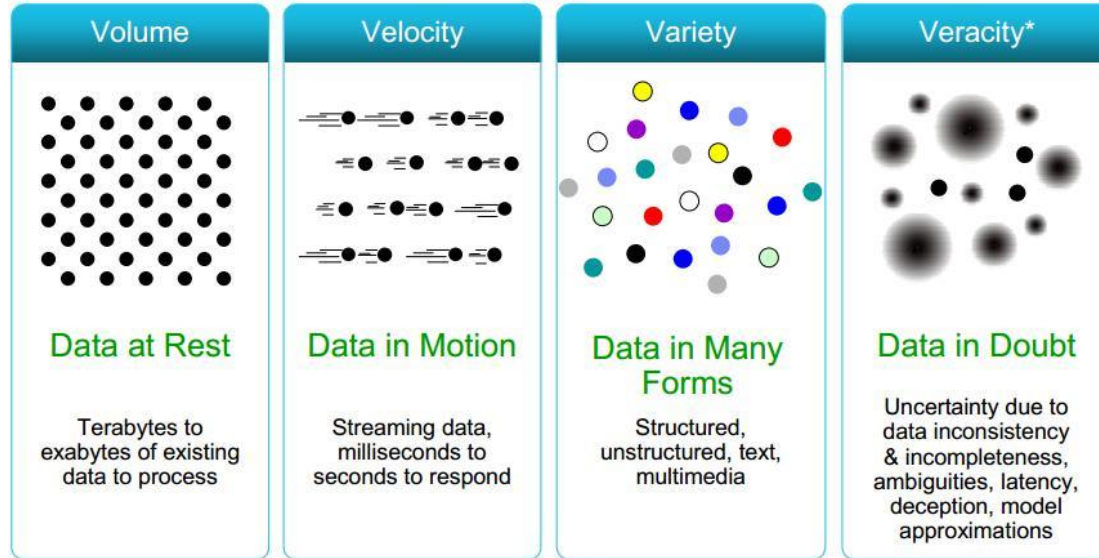 Volume
Data at Rest
Terabytes to
exabytes of existing
data to process
Velocity
Data in Motion
Streaming data,
milliseconds to
seconds to respond
Variety
Data in Many
Forms
Structured,
unstructured, text,
multimedia
Veracity*
Data in Doubt
Uncertainty due to
data inconsistency
& incompleteness,
ambiguities, latency,
deception, model
approximations